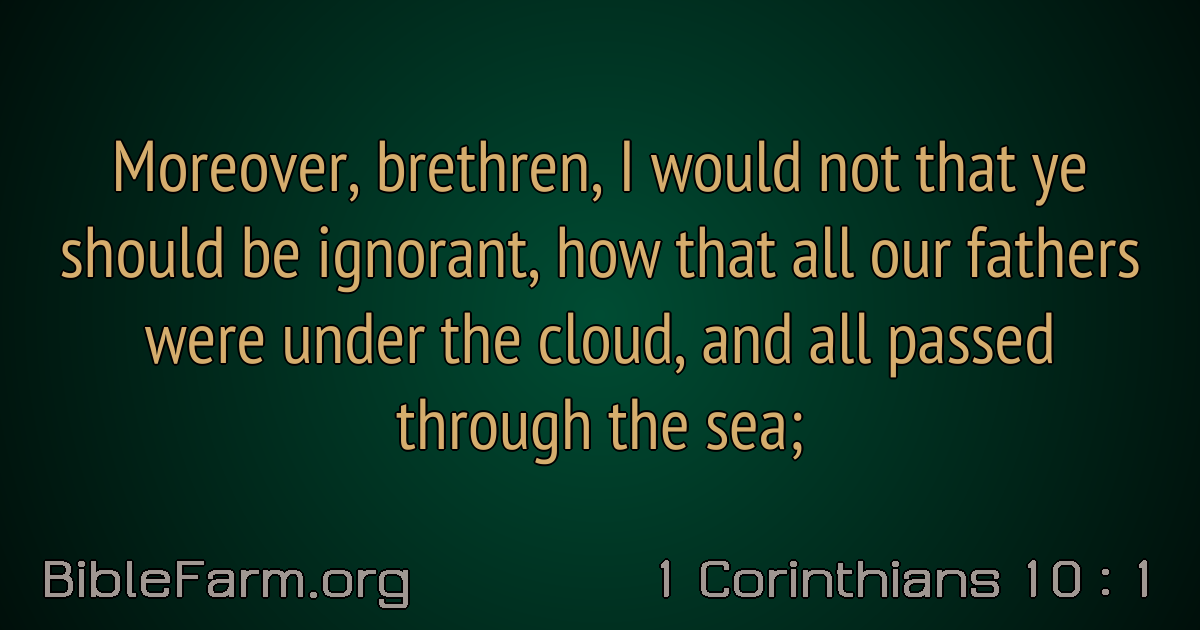 Moreover, brethren, I would not that ye
should be ignorant, how that all our fathers
were under the cloud, and all passed
through the sea;
BibleFarm.org
1 Corinthians 10 : 1